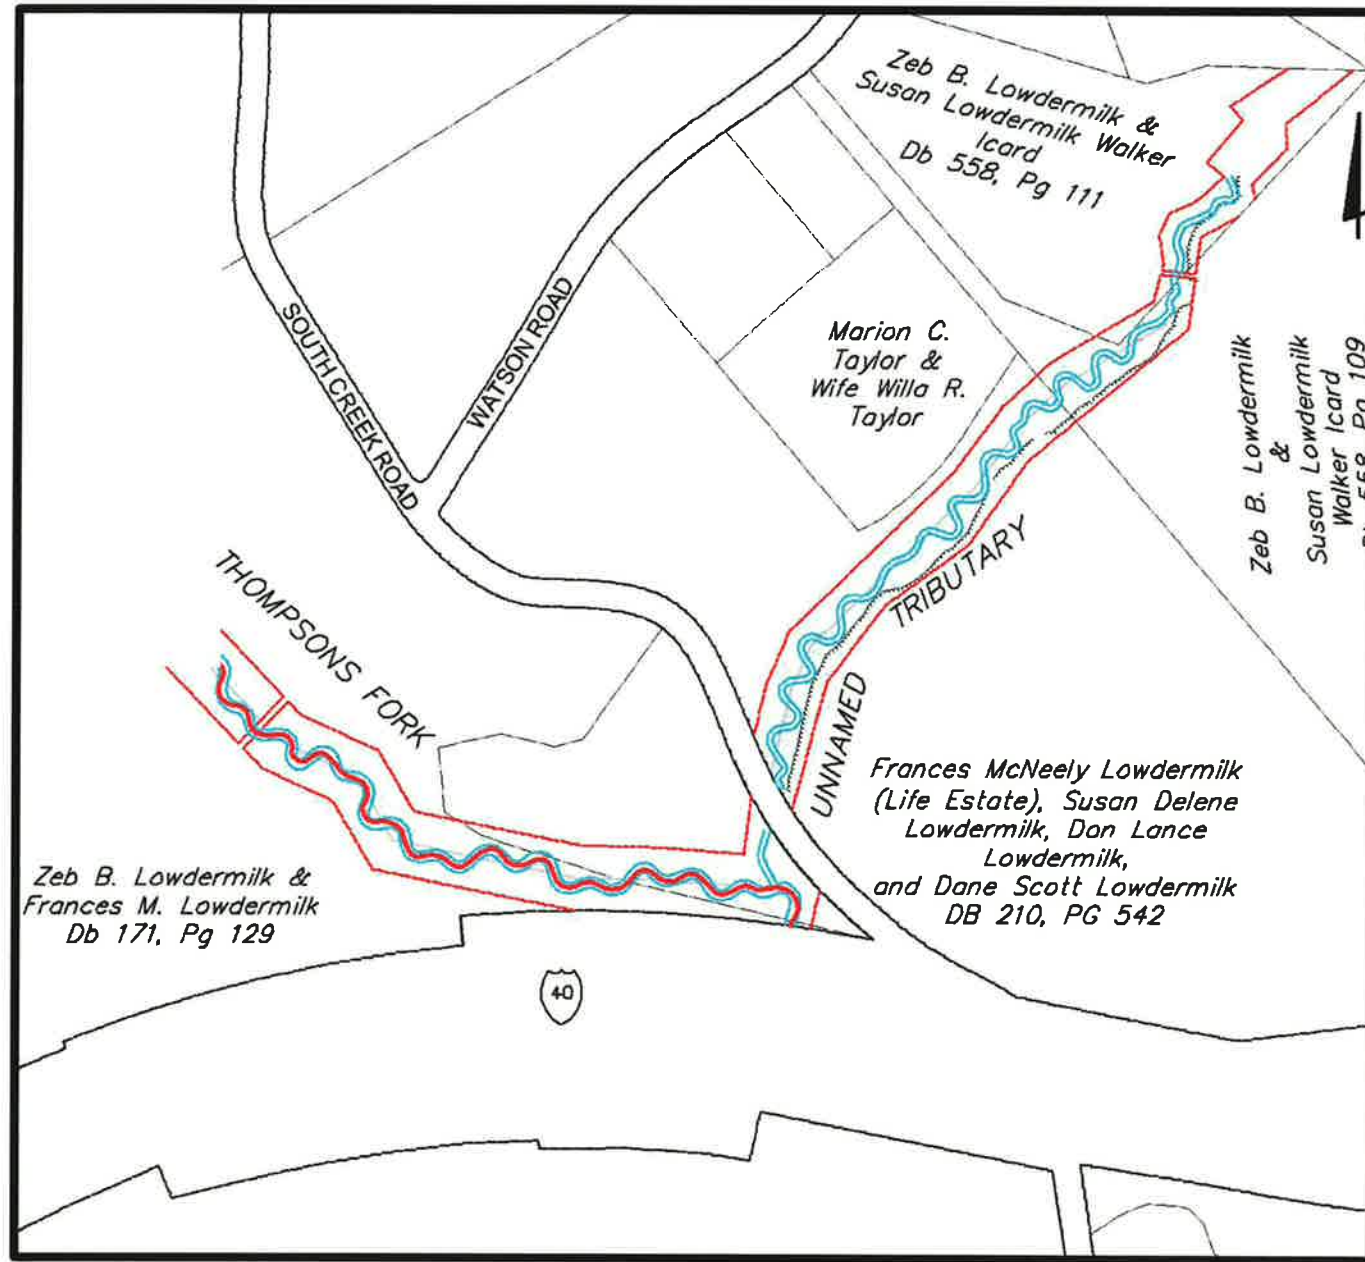 Zeb B. Lowdermilk &
Susan Lowdermilk Walker
Icard
Db 558, Pg 111
SOUTH CREEK ROAD
WATSON ROAD
Marion C.
Taylor &
Wife Willa R.
Taylor
Zeb B. Lowdermilk
&
Susan Lowdermilk
Walker Icard
558, Pg 109
THOMPSONS FORK
UNNAMED TRIBUTARY
Frances McNeely Lowdermilk
(Life Estate), Susan Delene
Lowdermilk, Don Lance
Lowdermilk,
and Dane Scott Lowdermilk
DB 210, PG 542
Zeb B. Lowdermilk &
Frances M. Lowdermilk
Db 171, Pg 129
40